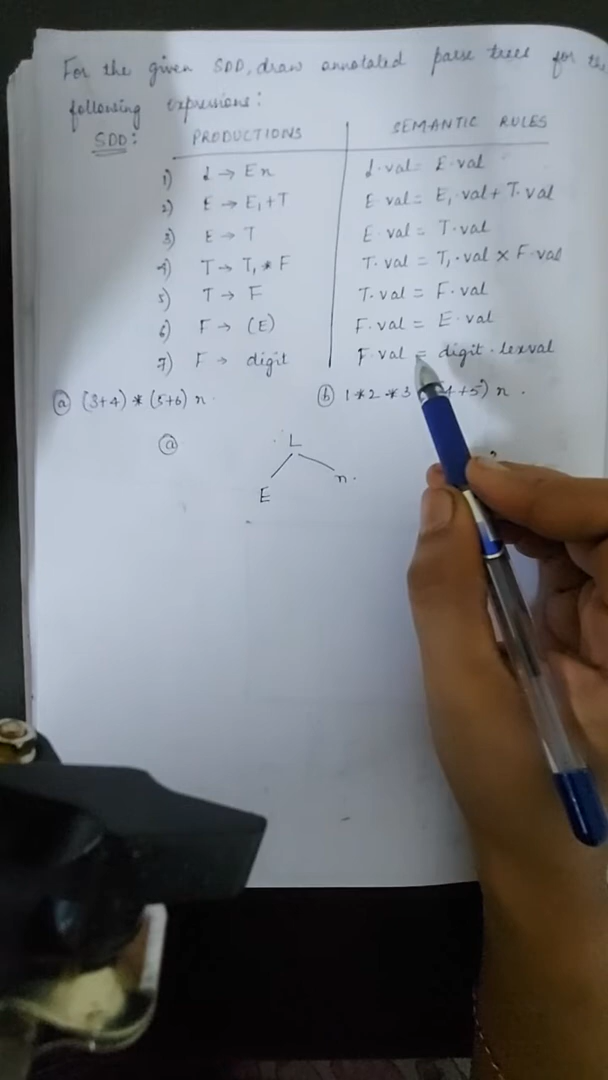 For the given SDD, draw annotated parse trees for the
following expressions:
SDD: PRODUCTIONS SEMANTIC RULES
1) L → En L.val = E.val
2) E → E₁ + T E.val = E₁.val + T.val
3) E → T E.val = T.val
4) T → T₁ * F T.val = T₁.val × F.val
5) T → F T.val = F.val
6) F → (E) F.val = E.val
7) F → digit F.val = digit.lexval
(a) (3+4) * (5+6) n. (b) 1 * 2 * 3 4+5) n.
(a) L
E n.